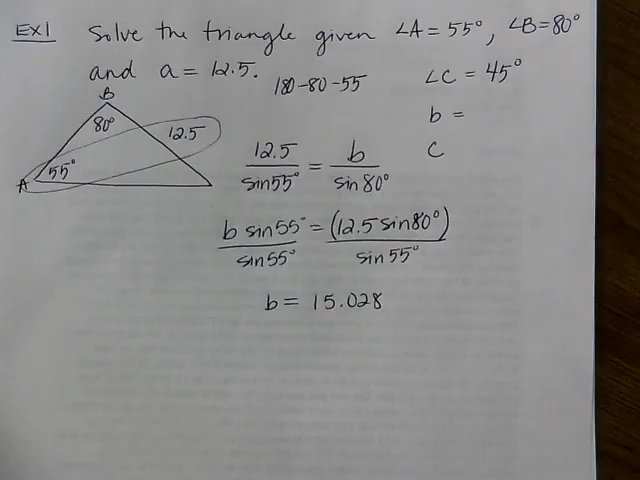 EX1 Solve the triangle given ∠A = 55°, ∠B = 80°
and a = 12.5.
180-80-55
∠C = 45°
b =
C
B
80°
12.5
A 55°
12.5/sin55° = b/sin80°
b sin55°/sin55° = (12.5 sin80°)/sin55°
b = 15.028